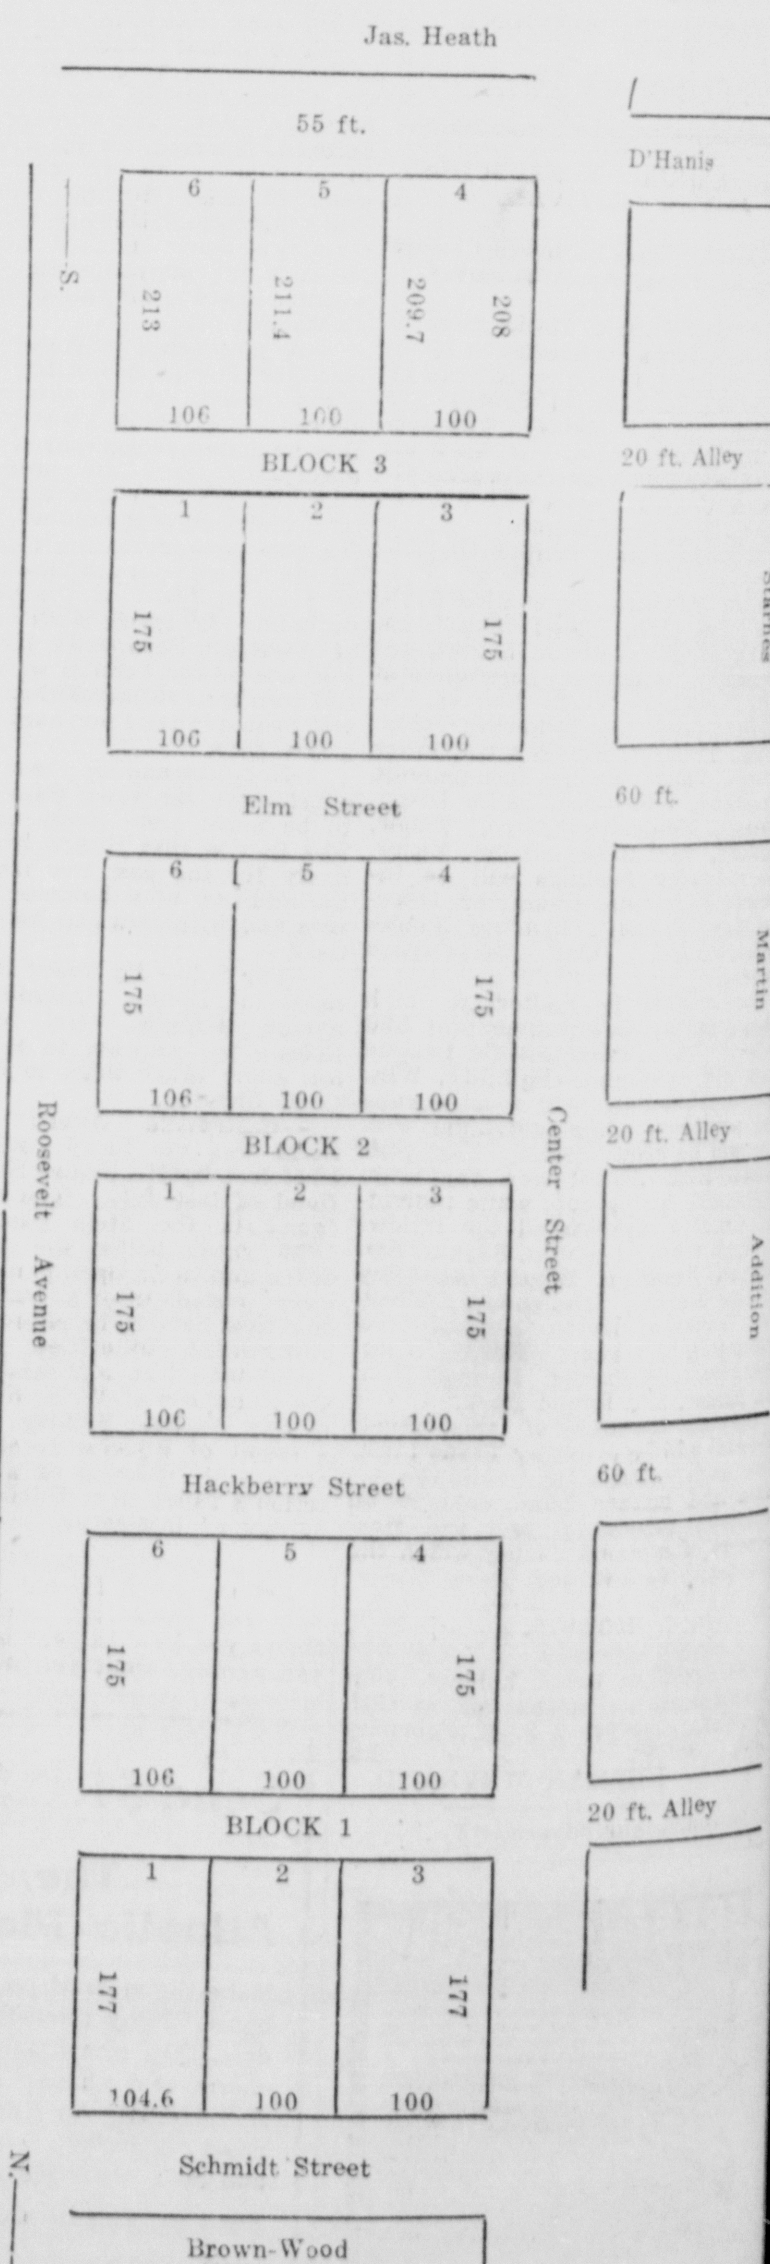 Jas. Heath
55 ft.
D'Hanis
S.
6 5 4
213 211.4 209.7 208
106 100 100
BLOCK 3
20 ft. Alley
1 2 3
175 175
106 100 100
Starnes
Elm Street
60 ft.
6 5 4
175 175
106 100 100
Martin
BLOCK 2
20 ft. Alley
Roosevelt Avenue
Center Street
1 2 3
175 175
106 100 100
Addition
Hackberry Street
60 ft.
6 5 4
175 175
106 100 100
BLOCK 1
20 ft. Alley
1 2 3
177 177
104.6 100 100
Schmidt Street
N.
Brown-Wood